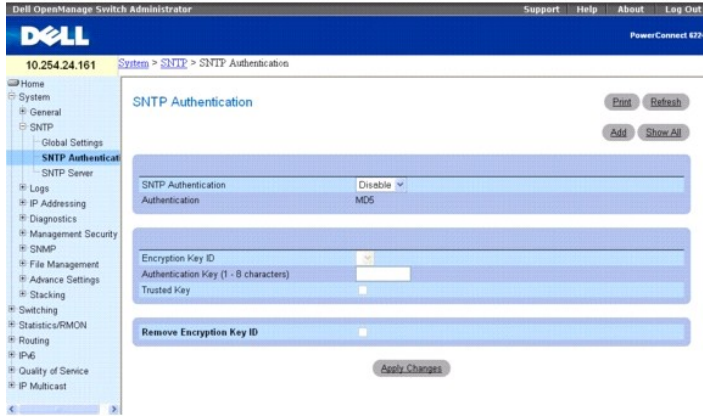 Dell OpenManage Switch Administrator
Support Help About Log Out
DELL
PowerConnect 622
10.254.24.161
System > SNTP > SNTP Authentication
Home
System
General
SNTP
Global Settings
SNTP Authenticati
SNTP Server
Logs
IP Addressing
Diagnostics
Management Security
SNMP
File Management
Advance Settings
Stacking
Switching
Statistics/RMON
Routing
IPv6
Quality of Service
IP Multicast
SNTP Authentication
Print Refresh
Add Show All
SNTP Authentication Disable
Authentication MD5
Encryption Key ID
Authentication Key (1 - 8 characters)
Trusted Key
Remove Encryption Key ID
Apply Changes